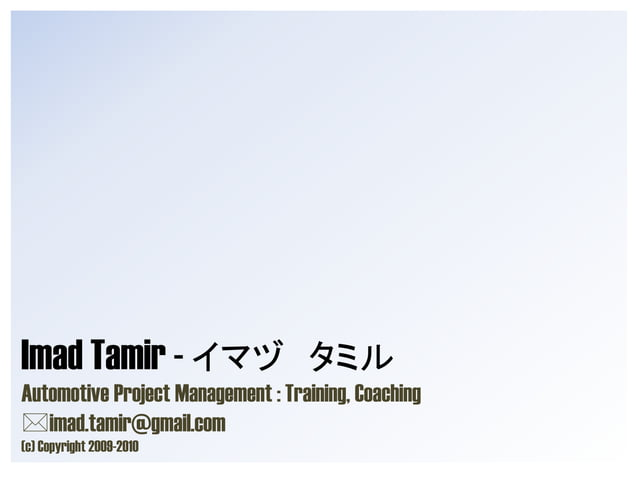 Imad Tamir - イマヅ　タミル
Automotive Project Management : Training, Coaching
✉imad.tamir@gmail.com
(c) Copyright 2009-2010